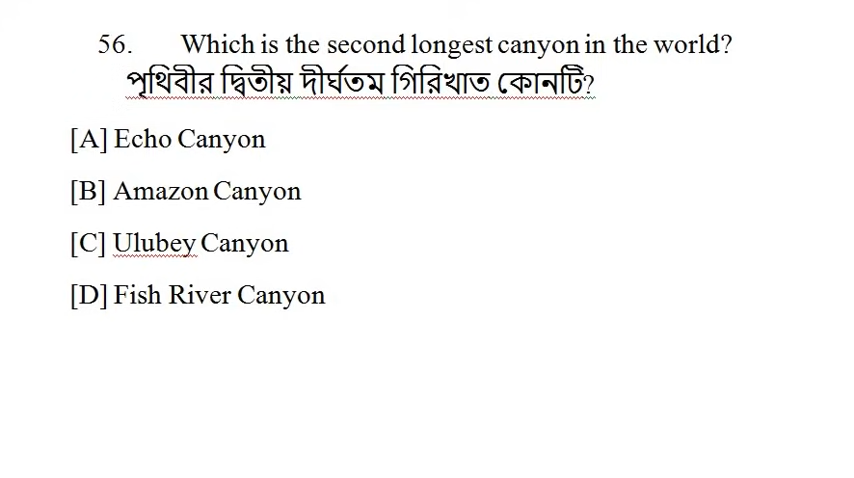 56. Which is the second longest canyon in the world?
পৃথিবীর দ্বিতীয় দীর্ঘতম গিরিখাত কোনটি?
[A] Echo Canyon
[B] Amazon Canyon
[C] Ulubey Canyon
[D] Fish River Canyon